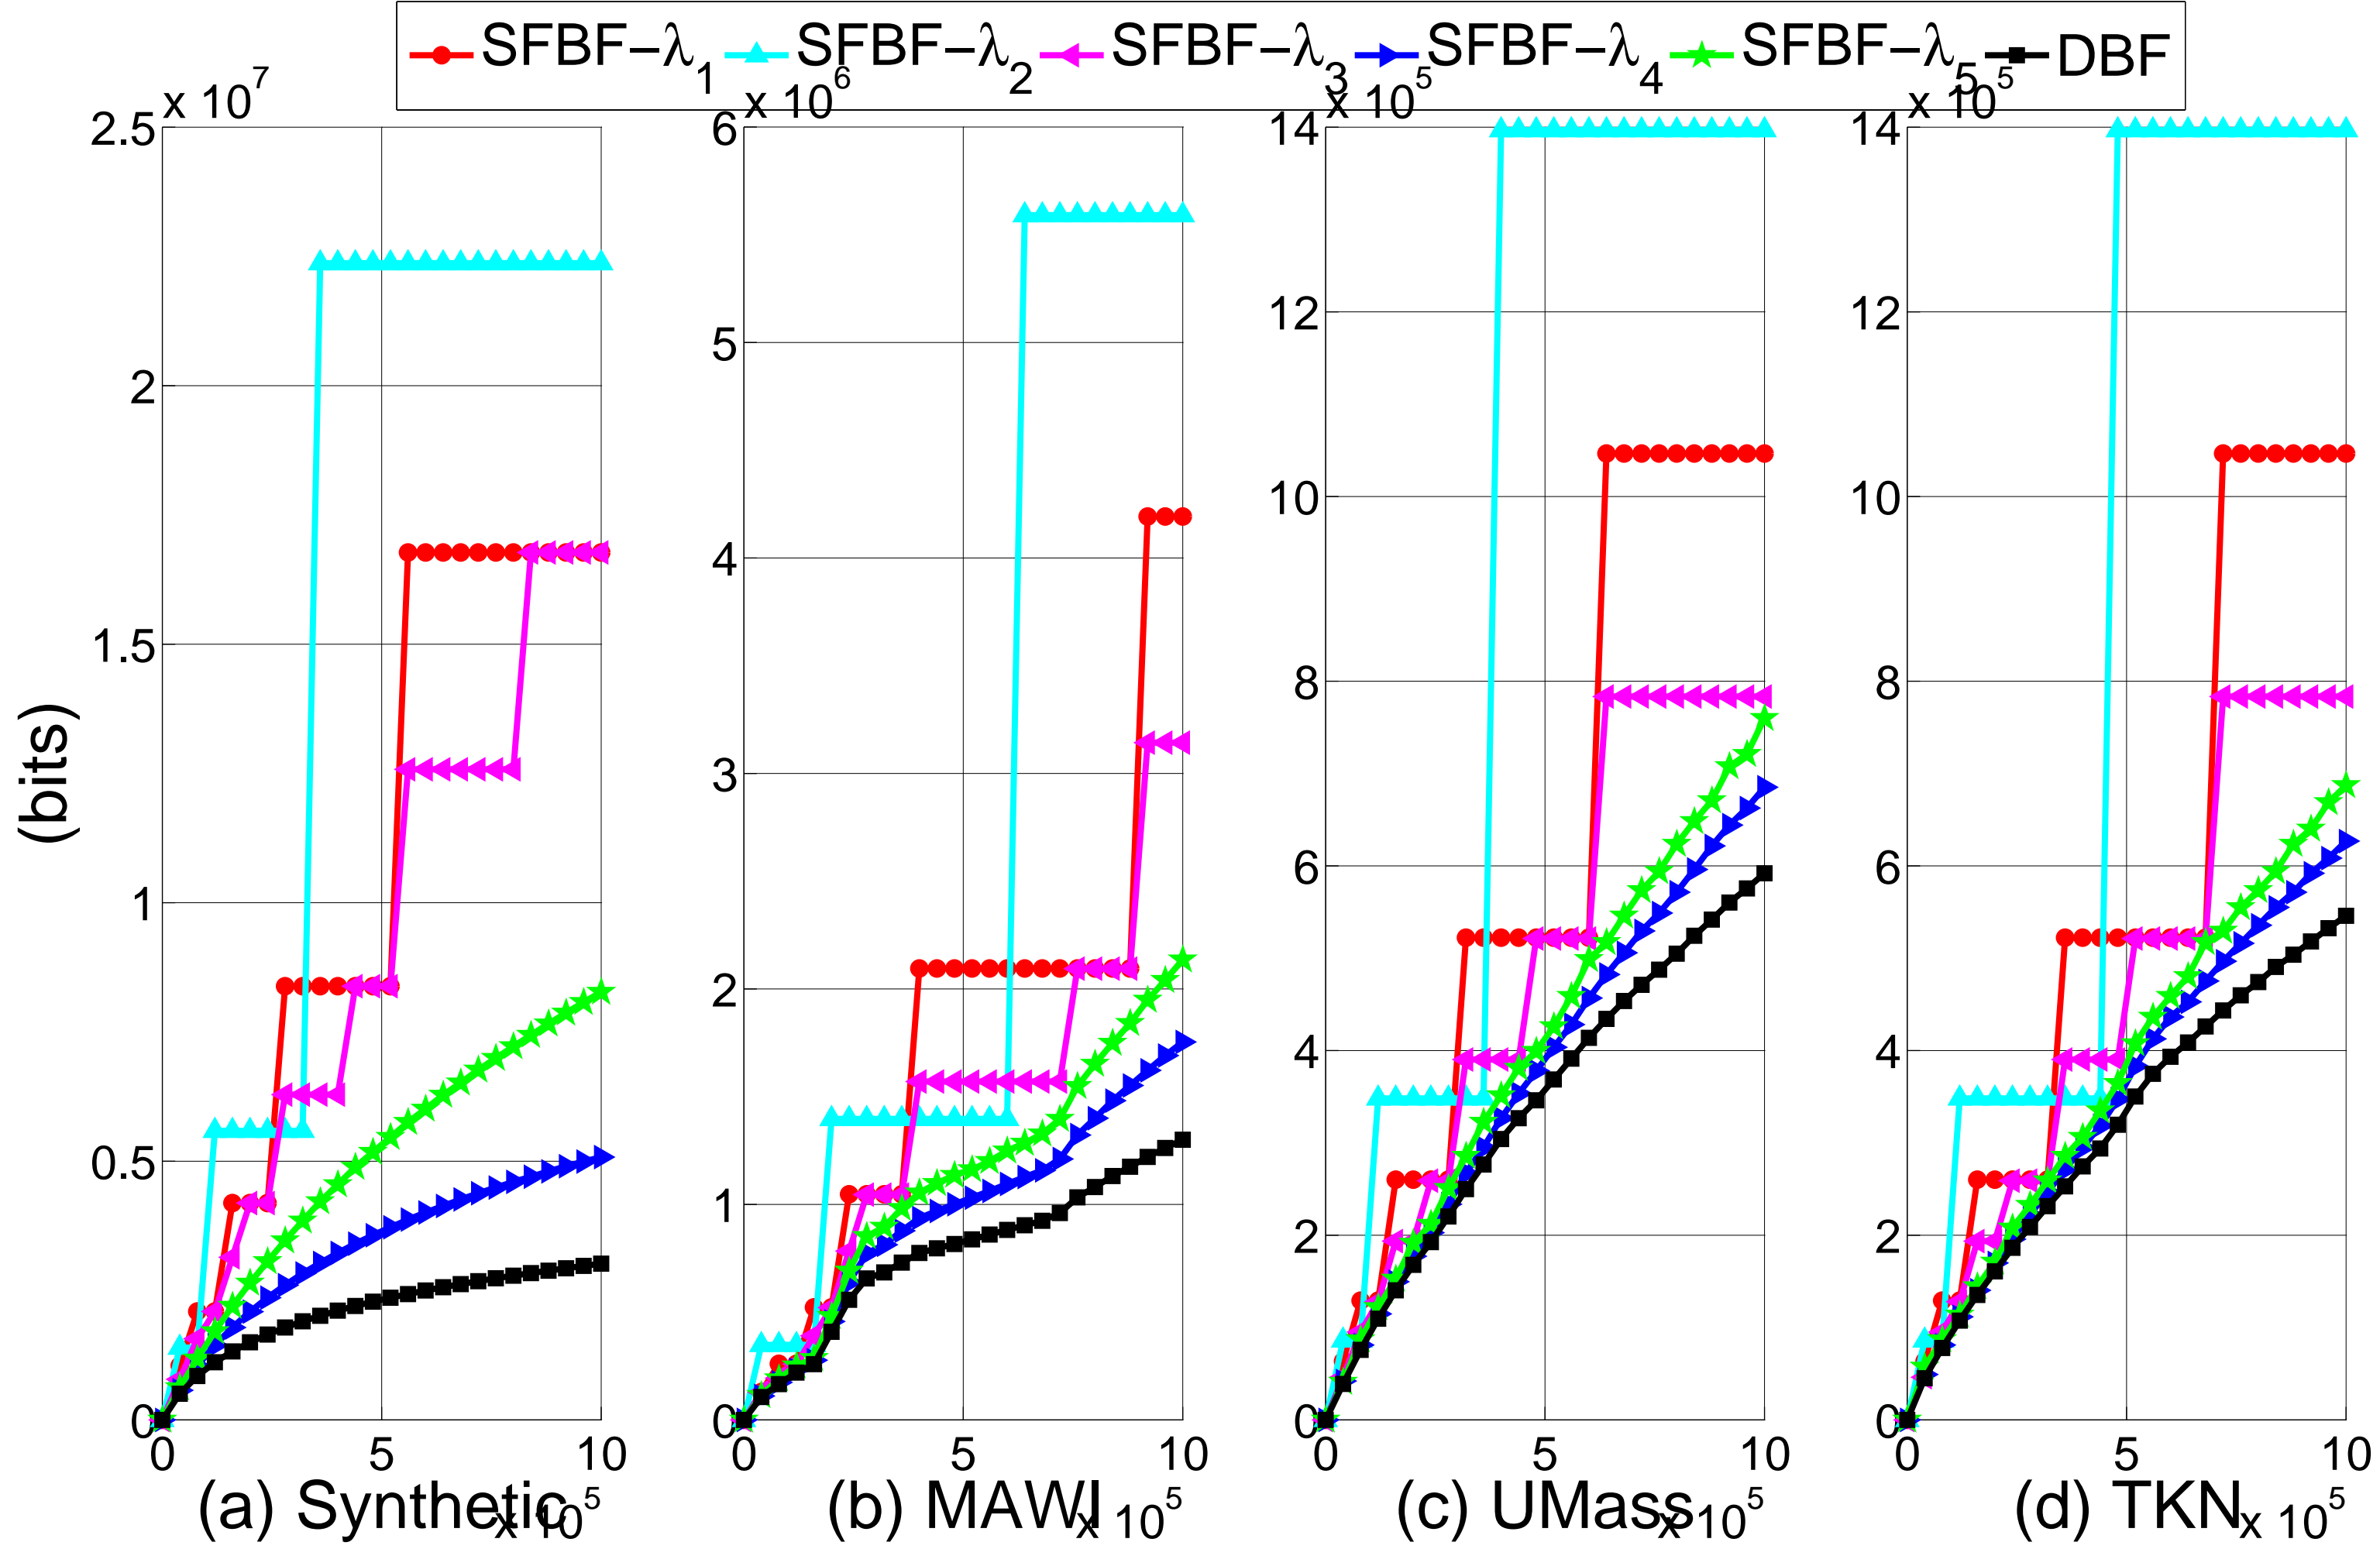 SFBF−λ1 SFBF−λ2 SFBF−λ3 SFBF−λ4 SFBF−λ5 DBF
x 10^7
2.5
2
1.5
1
0.5
0
0 5 10
x 10^5
(a) Synthetic
(bits)
x 10^6
6
5
4
3
2
1
0
0 5 10
x 10^5
(b) MAWI
x 10^5
14
12
10
8
6
4
2
0
0 5 10
x 10^5
(c) UMass
x 10^5
14
12
10
8
6
4
2
0
0 5 10
x 10^5
(d) TKN